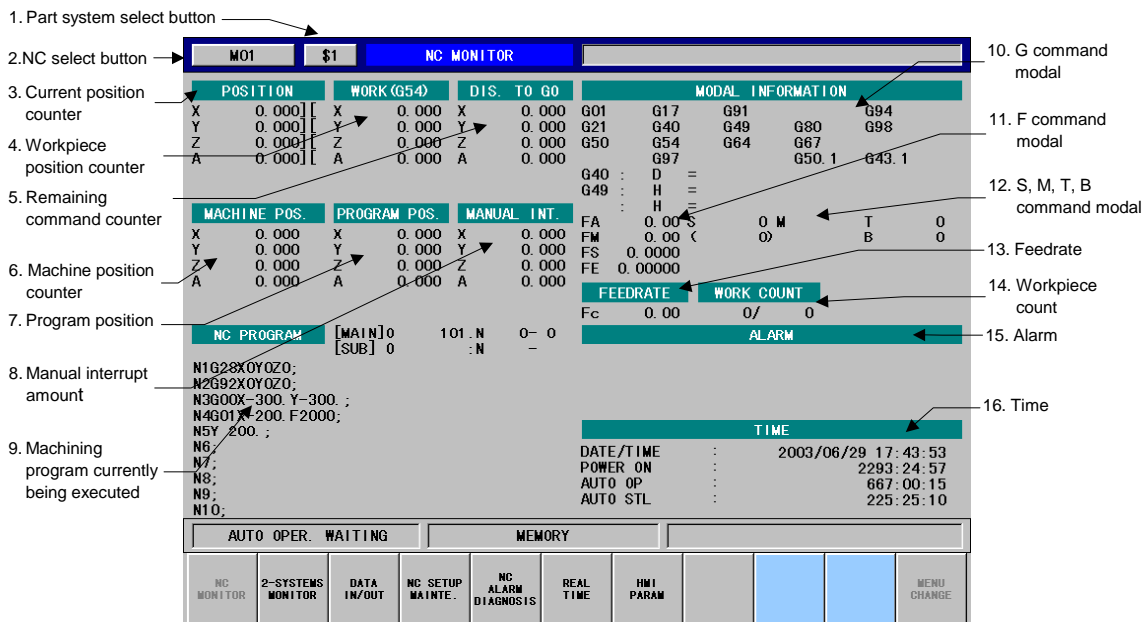 1. Part system select button
2.NC select button
3. Current position
counter
4. Workpiece
position counter
5. Remaining
command counter
6. Machine position
counter
7. Program position
8. Manual interrupt
amount
9. Machining
program currently
being executed
M01 $1 NC MONITOR
POSITION WORK(G54) DIS. TO GO
X 0.000][ X 0.000 X 0.000
Y 0.000][ Y 0.000 Y 0.000
Z 0.000][ Z 0.000 Z 0.000
A 0.000][ A 0.000 A 0.000
MACHINE POS. PROGRAM POS. MANUAL INT.
X 0.000 X 0.000 X 0.000
Y 0.000 Y 0.000 Y 0.000
Z 0.000 Z 0.000 Z 0.000
A 0.000 A 0.000 A 0.000
NC PROGRAM [MAIN]0 101.N 0- 0
[SUB] 0 :N -
N1G28X0Y0Z0;
N2G92X0Y0Z0;
N3G00X-300.Y-300.;
N4G01X-200.F2000;
N5Y 200.;
N6;
N7;
N8;
N9;
N10;
MODAL INFORMATION
G01 G17 G91 G94
G21 G40 G49 G80 G98
G50 G54 G64 G67
G97 G50.1 G43.1
G40 : D =
G49 : H =
: H =
FA 0.00 S 0 M T 0
FM 0.00 ( 0) B 0
FS 0.0000
FE 0.00000
FEEDRATE WORK COUNT
Fc 0.00 0/ 0
ALARM
TIME
DATE/TIME : 2003/06/29 17:43:53
POWER ON : 2293:24:57
AUTO OP : 667:00:15
AUTO STL : 225:25:10
AUTO OPER. WAITING MEMORY
NC
MONITOR
2-SYSTEMS
MONITOR
DATA
IN/OUT
NC SETUP
MAINTE.
NC
ALARM
DIAGNOSIS
REAL
TIME
HMI
PARAM
MENU
CHANGE
10. G command
modal
11. F command
modal
12. S, M, T, B
command modal
13. Feedrate
14. Workpiece
count
15. Alarm
16. Time